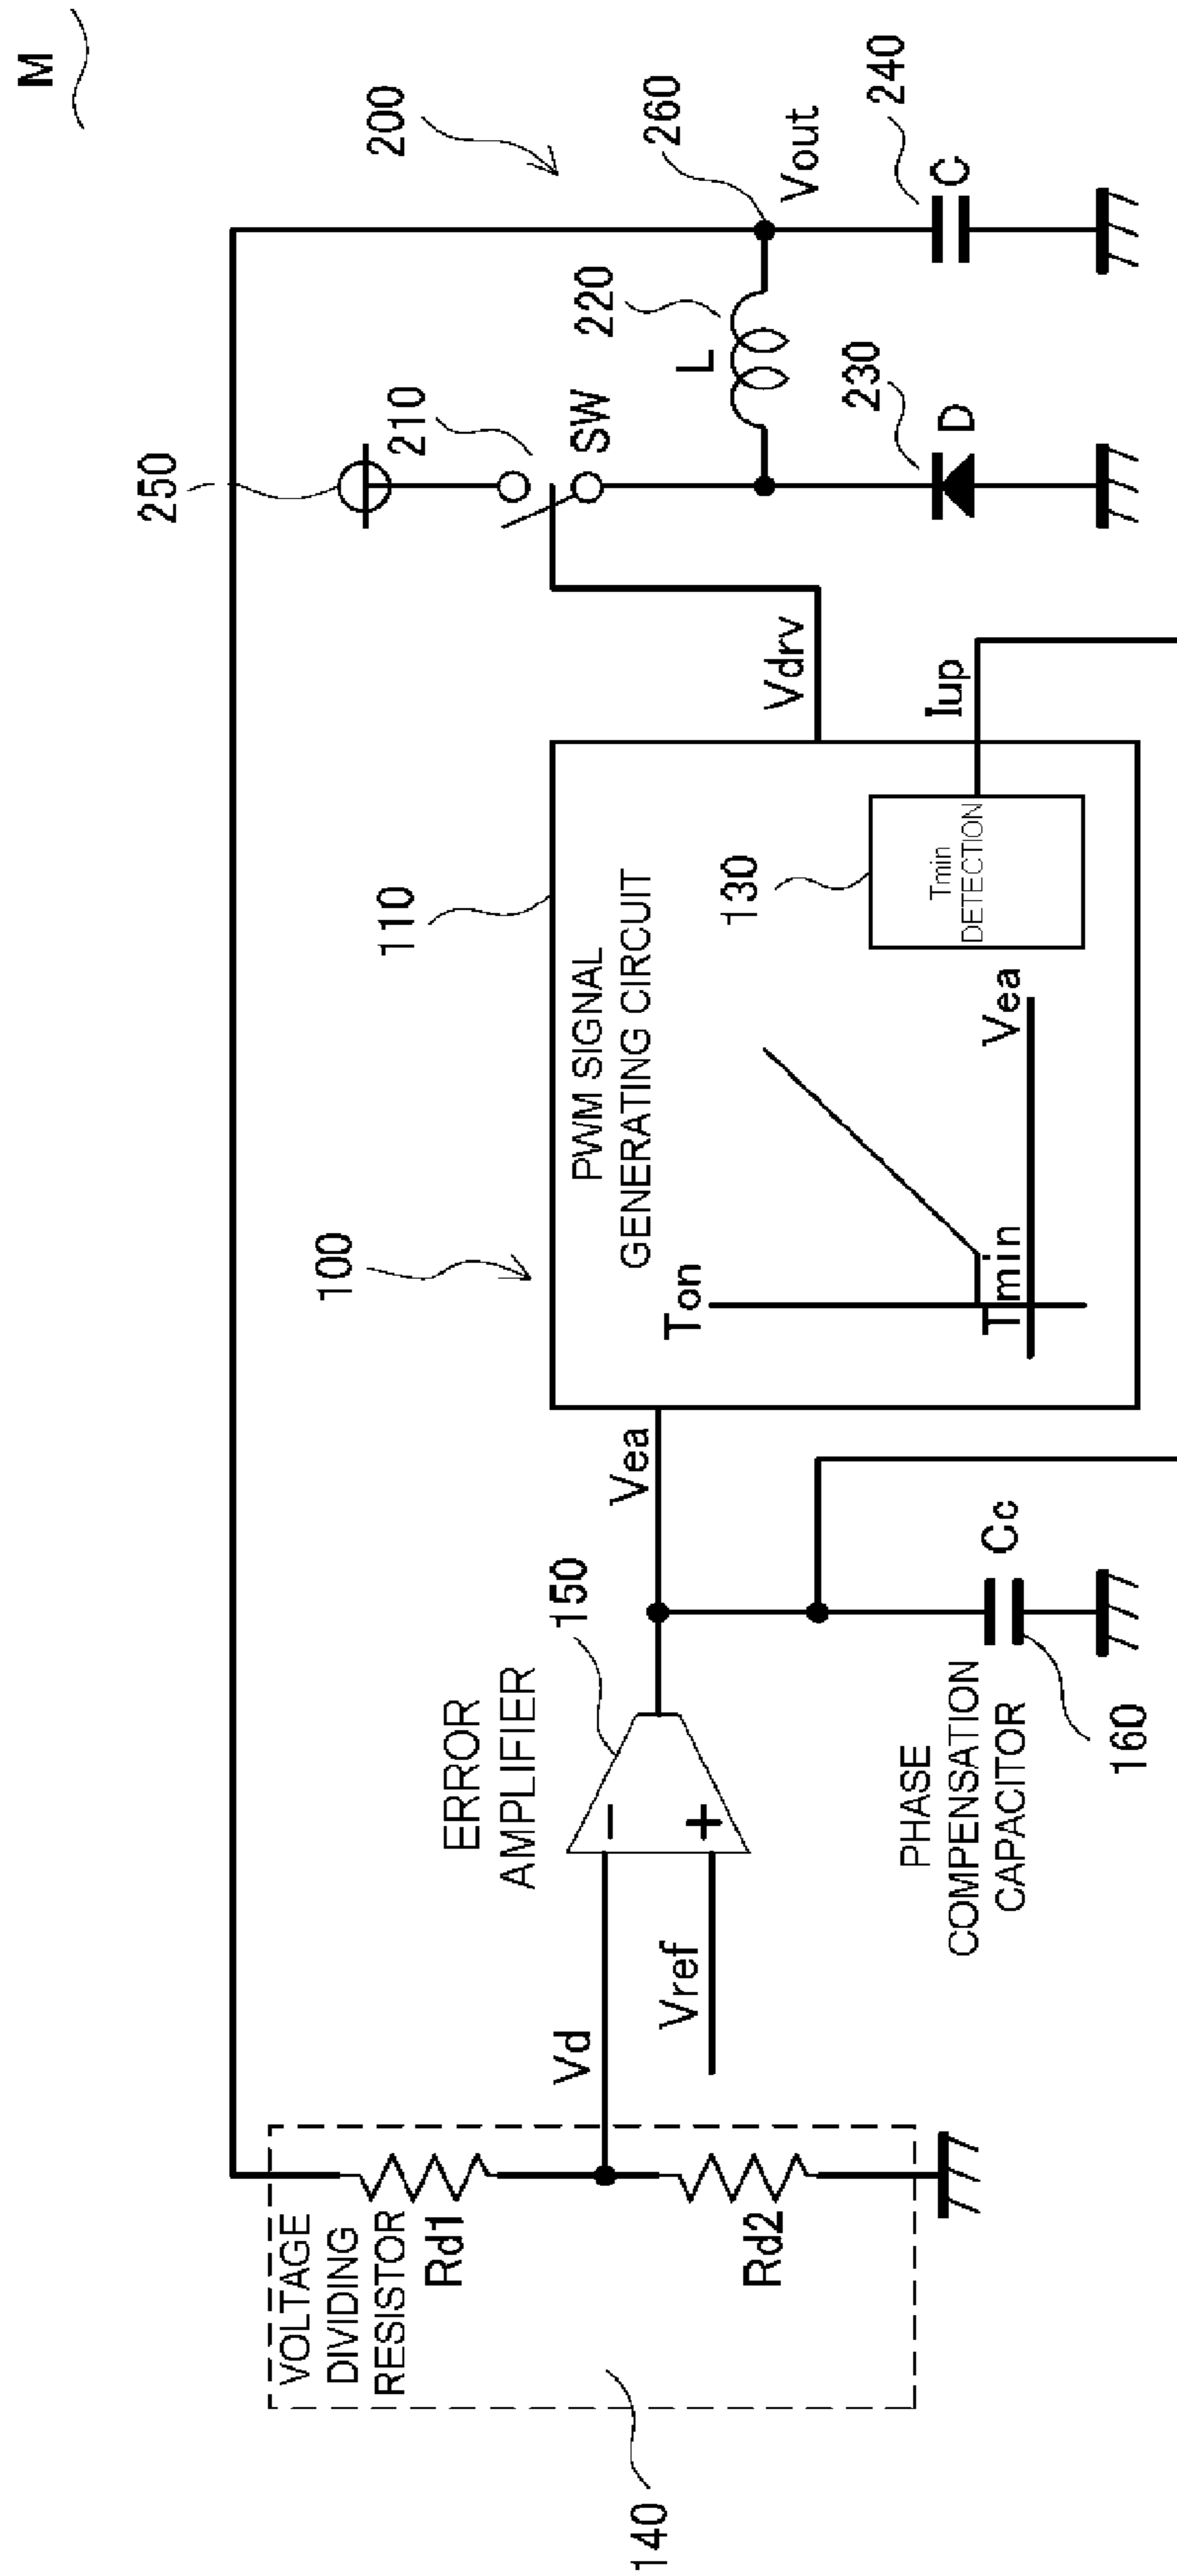 M
200
250
210
SW
220
L
260
Vout
230
D
240
C
100
110
PWM SIGNAL
GENERATING CIRCUIT
Ton
Tmin
Vea
130
Tmin
DETECTION
Vdrv
Iup
ERROR
AMPLIFIER
150
−
+
Vea
Vd
Vref
PHASE
COMPENSATION
CAPACITOR
Cc
160
VOLTAGE
DIVIDING
RESISTOR
Rd1
Rd2
140